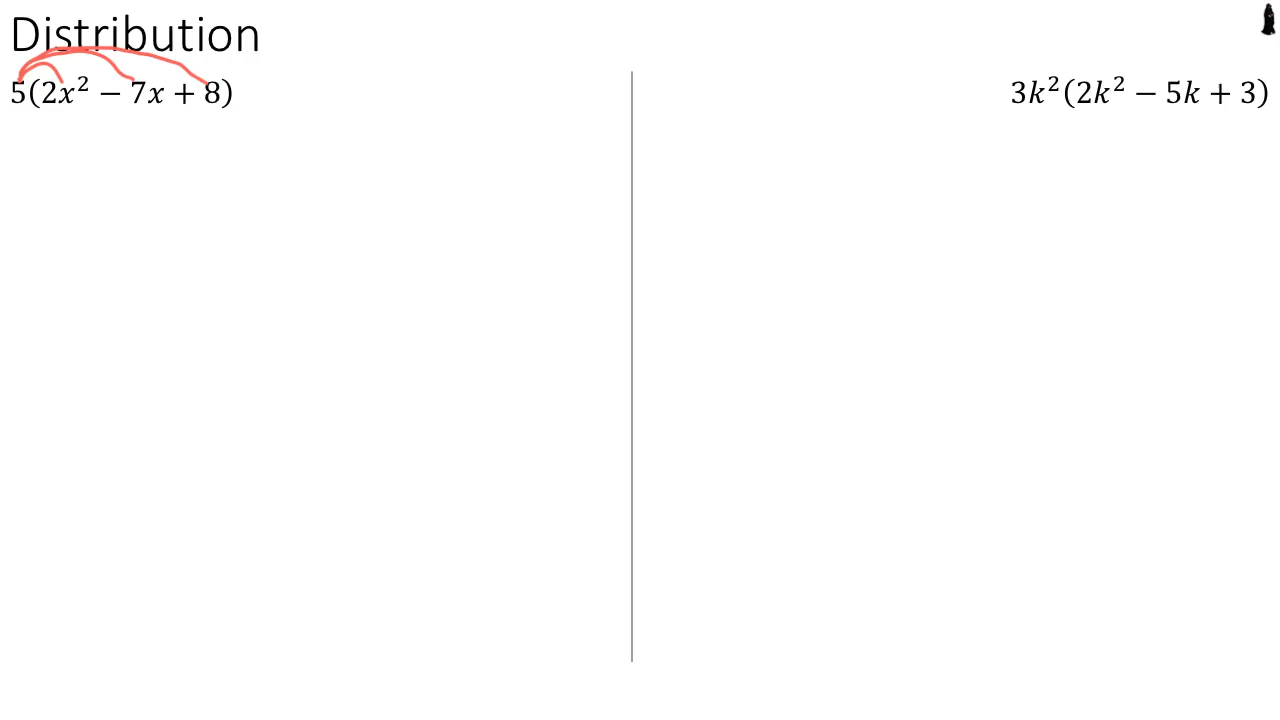 Distribution
5(2x² − 7x + 8)
3k²(2k² − 5k + 3)